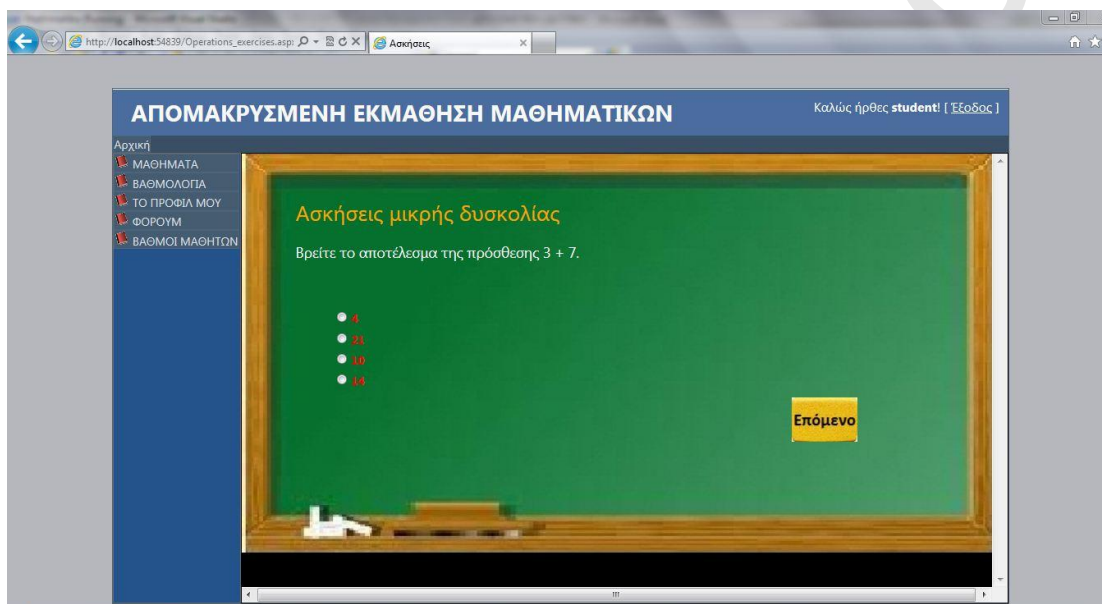 http://localhost:54839/Operations_exercises.asp:
Ασκήσεις
ΑΠΟΜΑΚΡΥΣΜΕΝΗ ΕΚΜΑΘΗΣΗ ΜΑΘΗΜΑΤΙΚΩΝ
Καλώς ήρθες student! [ Έξοδος ]
Αρχική
ΜΑΘΗΜΑΤΑ
ΒΑΘΜΟΛΟΓΙΑ
ΤΟ ΠΡΟΦΙΛ ΜΟΥ
ΦΟΡΟΥΜ
ΒΑΘΜΟΙ ΜΑΘΗΤΩΝ
Ασκήσεις μικρής δυσκολίας
Βρείτε το αποτέλεσμα της πρόσθεσης 3 + 7.
4
21
10
14
Επόμενο